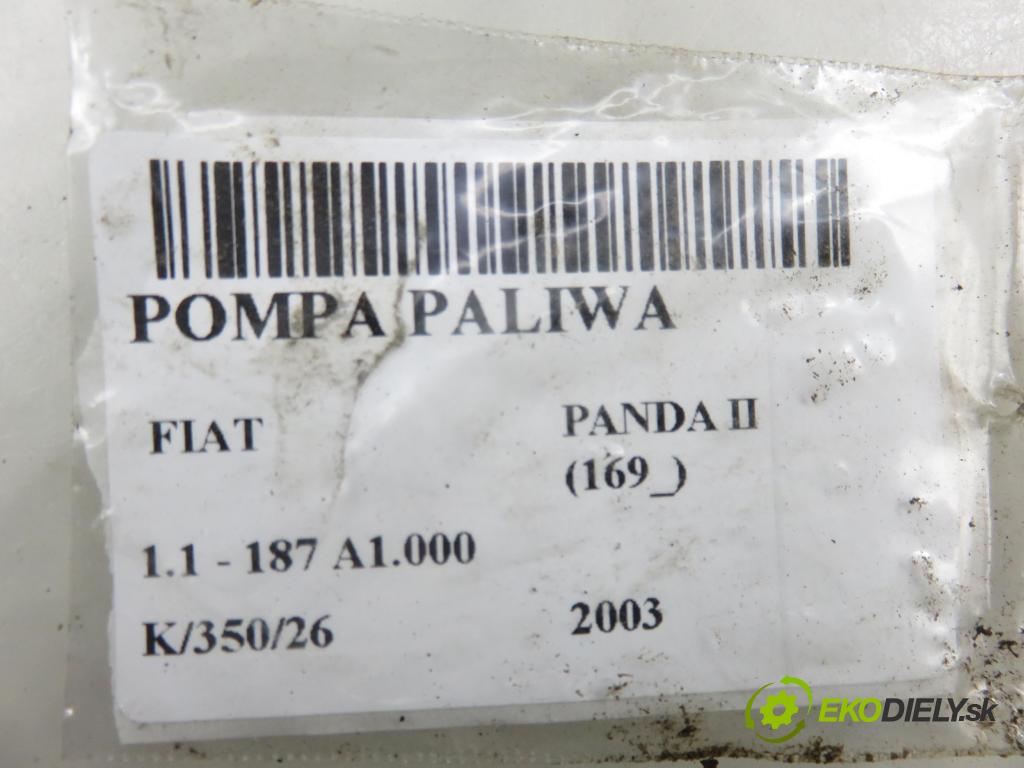 POMPA PALIWA
FIAT PANDA II
(169_)
1.1 - 187 A1.000
K/350/26 2003
EKODIELY.sk